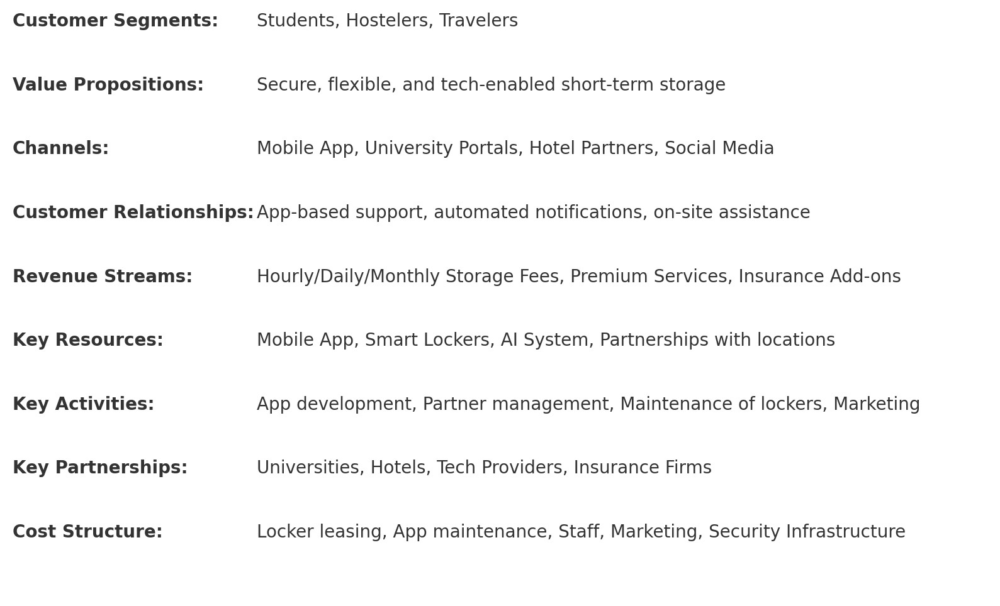 Customer Segments: Students, Hostelers, Travelers
Value Propositions: Secure, flexible, and tech-enabled short-term storage
Channels: Mobile App, University Portals, Hotel Partners, Social Media
Customer Relationships: App-based support, automated notifications, on-site assistance
Revenue Streams: Hourly/Daily/Monthly Storage Fees, Premium Services, Insurance Add-ons
Key Resources: Mobile App, Smart Lockers, AI System, Partnerships with locations
Key Activities: App development, Partner management, Maintenance of lockers, Marketing
Key Partnerships: Universities, Hotels, Tech Providers, Insurance Firms
Cost Structure: Locker leasing, App maintenance, Staff, Marketing, Security Infrastructure